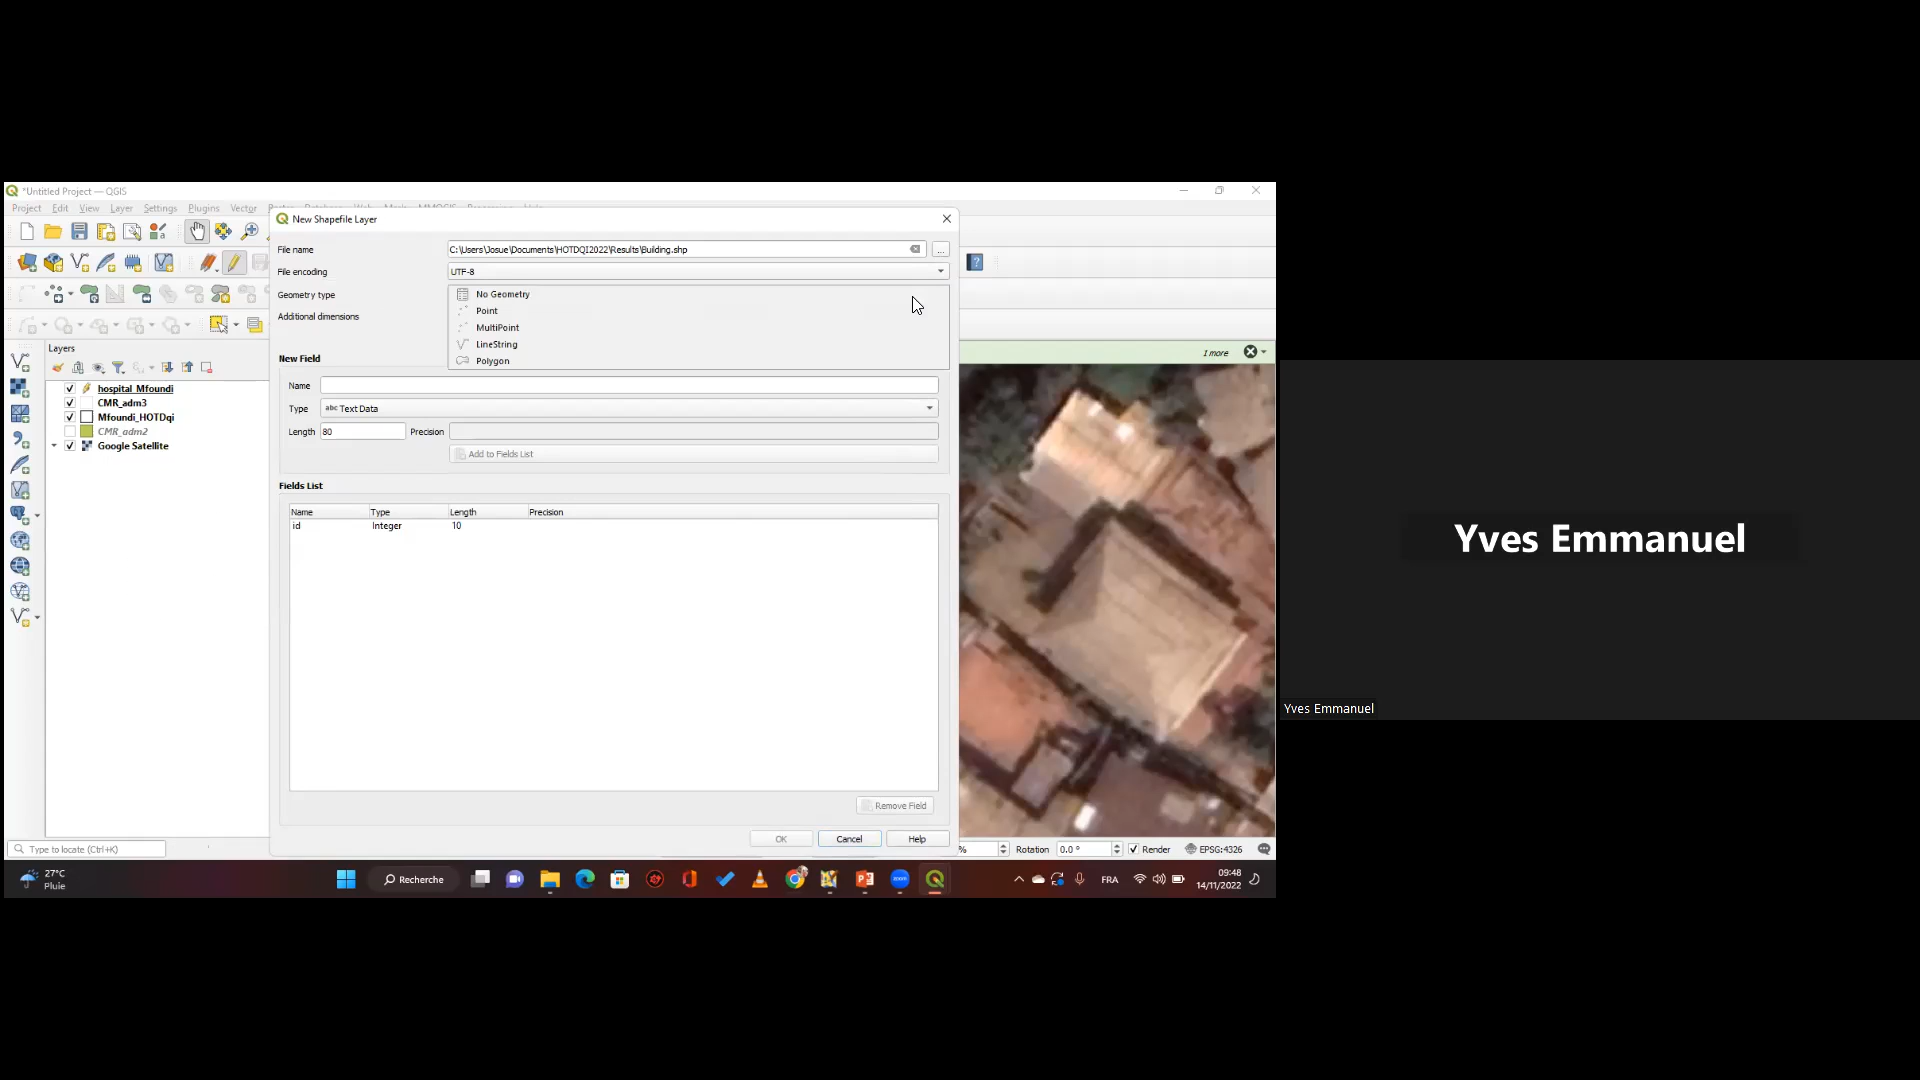 *Untitled Project — QGIS
Project Edit View Layer Settings Plugins Vector
New Shapefile Layer
File name C:\Users\Josue\Documents\HOTDQI2022\Results\Building.shp ...
File encoding UTF-8
Geometry type
No Geometry
Point
Additional dimensions
MultiPoint
LineString
Polygon
New Field
Name
Type abc Text Data
Length 80 Precision
Add to Fields List
Fields List
Name Type Length Precision
id Integer 10
Remove Field
OK Cancel Help
Layers
hospital_Mfoundi
CMR_adm3
Mfoundi_HOTDqi
CMR_adm2
Google Satellite
1 more
Type to locate (Ctrl+K)
% Rotation 0.0 ° Render EPSG:4326
27°C
Pluie
Recherche
zoom
FRA
09:48
14/11/2022
Yves Emmanuel
Yves Emmanuel